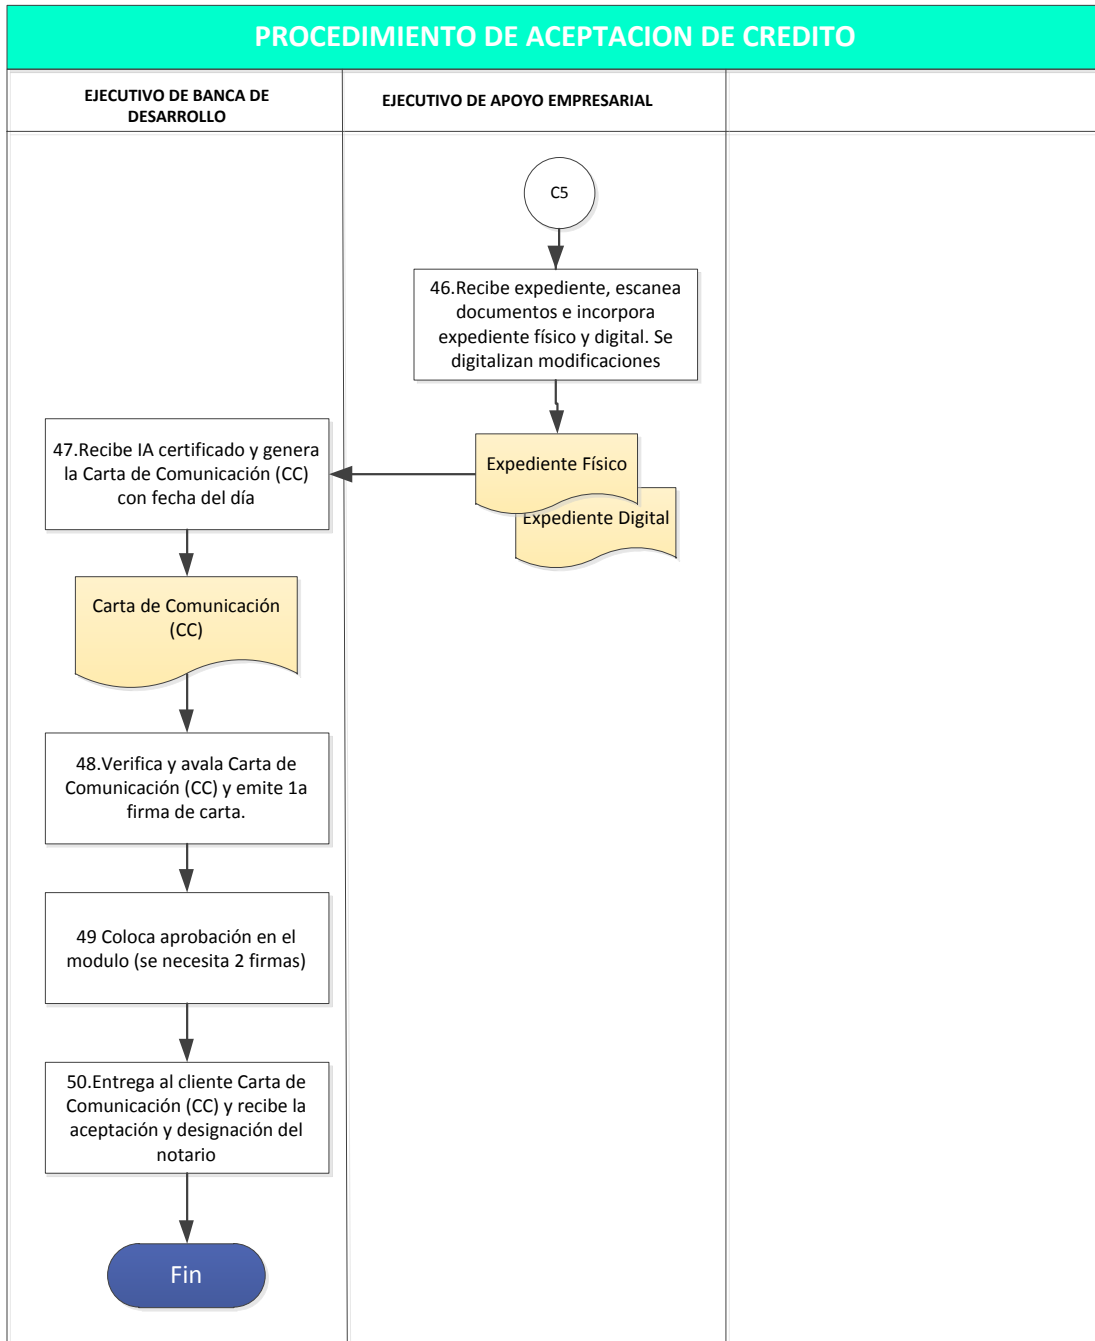 PROCEDIMIENTO DE ACEPTACION DE CREDITO
EJECUTIVO DE BANCA DE
DESARROLLO
EJECUTIVO DE APOYO EMPRESARIAL
C5
46.Recibe expediente, escanea
documentos e incorpora
expediente físico y digital. Se
digitalizan modificaciones
Expediente Físico
Expediente Digital
47.Recibe IA certificado y genera
la Carta de Comunicación (CC)
con fecha del día
Carta de Comunicación
(CC)
48.Verifica y avala Carta de
Comunicación (CC) y emite 1a
firma de carta.
49 Coloca aprobación en el
modulo (se necesita 2 firmas)
50.Entrega al cliente Carta de
Comunicación (CC) y recibe la
aceptación y designación del
notario
Fin